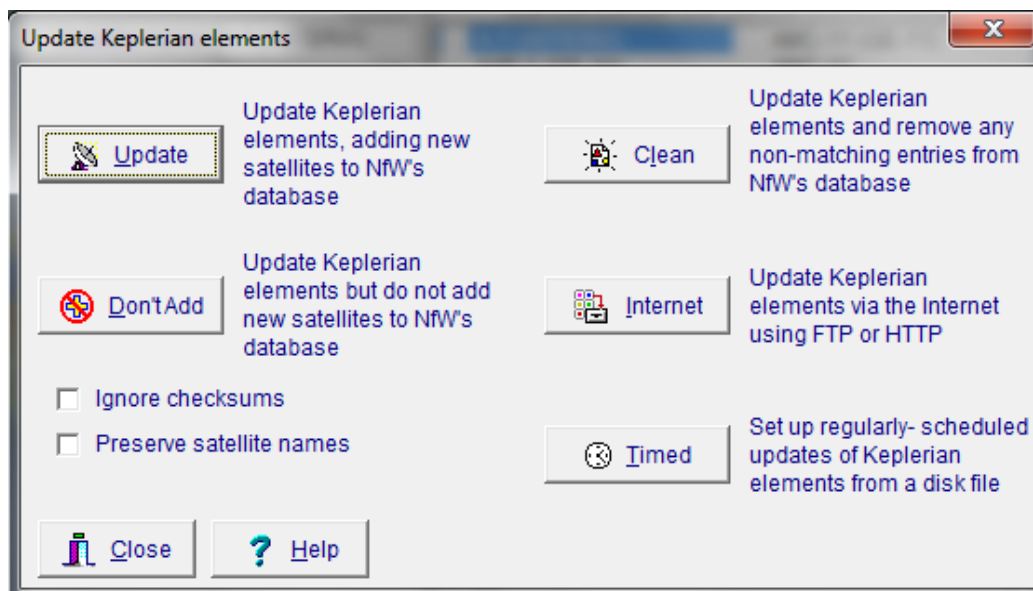 Update Keplerian elements
Update
Update Keplerian
elements, adding new
satellites to NfW's
database
Clean
Update Keplerian
elements and remove any
non-matching entries from
NfW's database
Don't Add
Update Keplerian
elements but do not add
new satellites to NfW's
database
Internet
Update Keplerian
elements via the Internet
using FTP or HTTP
Ignore checksums
Preserve satellite names
Timed
Set up regularly- scheduled
updates of Keplerian
elements from a disk file
Close
Help